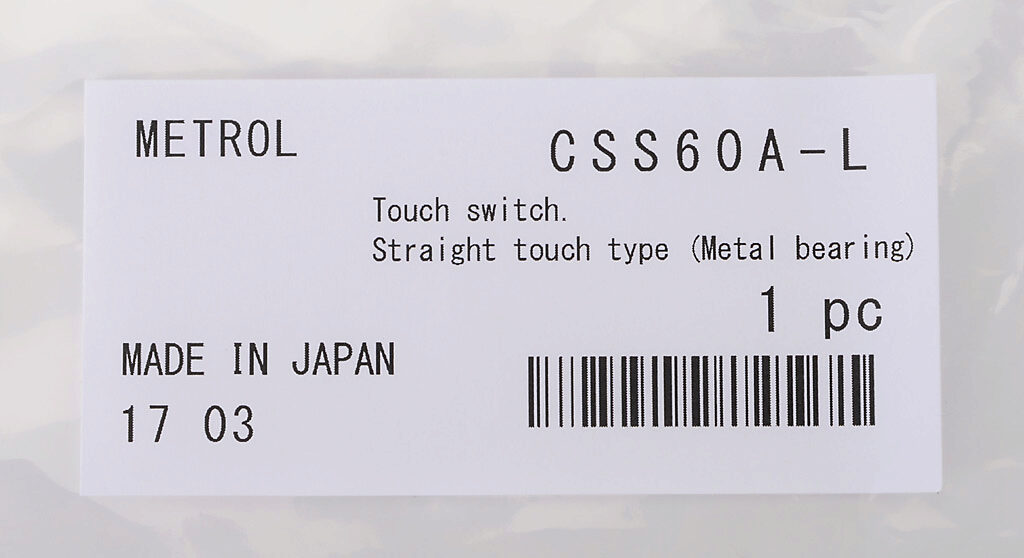 METROL
CSS60A-L
Touch switch.
Straight touch type (Metal bearing)
1 pc
MADE IN JAPAN
17 03